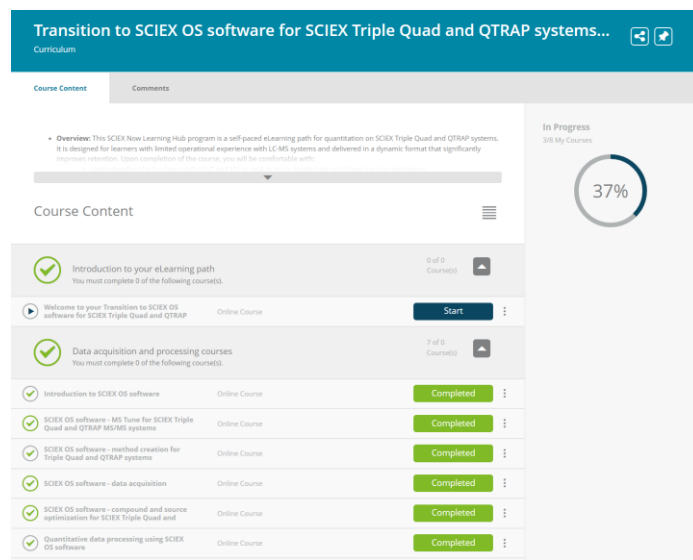 Transition to SCIEX OS software for SCIEX Triple Quad and QTRAP systems...
Curriculum
Course Content
Comments
• Overview: This SCIEX Now Learning Hub program is a self-paced eLearning path for quantitation on SCIEX Triple Quad and QTRAP systems.
It is designed for learners with limited operational experience with LC-MS systems and delivered in a dynamic format that significantly
improves retention. Upon completion of the course, you will be comfortable with:
In Progress
3/8 My Courses
37%
Course Content
Introduction to your eLearning path
You must complete 0 of the following course(s).
0 of 0
Course(s)
Welcome to your Transition to SCIEX OS
software for SCIEX Triple Quad and QTRAP
Online Course
Start
Data acquisition and processing courses
You must complete 0 of the following course(s).
7 of 0
Course(s)
Introduction to SCIEX OS software
Online Course
Completed
SCIEX OS software - MS Tune for SCIEX Triple
Quad and QTRAP MS/MS systems
Online Course
Completed
SCIEX OS software - method creation for
Triple Quad and QTRAP systems
Online Course
Completed
SCIEX OS software - data acquisition
Online Course
Completed
SCIEX OS software - compound and source
optimization for SCIEX Triple Quad and
Online Course
Completed
Quantitative data processing using SCIEX
OS software
Online Course
Completed